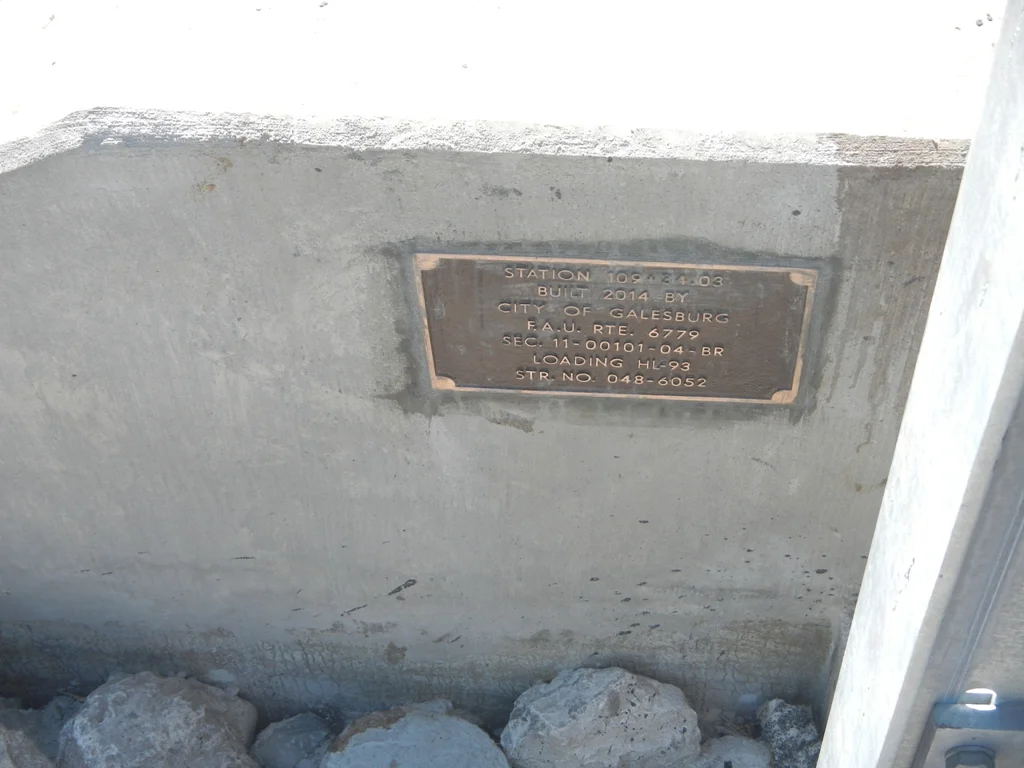 STATION 109+34.03
BUILT 2014 BY
CITY OF GALESBURG
F.A.U. RTE. 6779
SEC. 11-00101-04-BR
LOADING HL-93
STR. NO. 048-6052